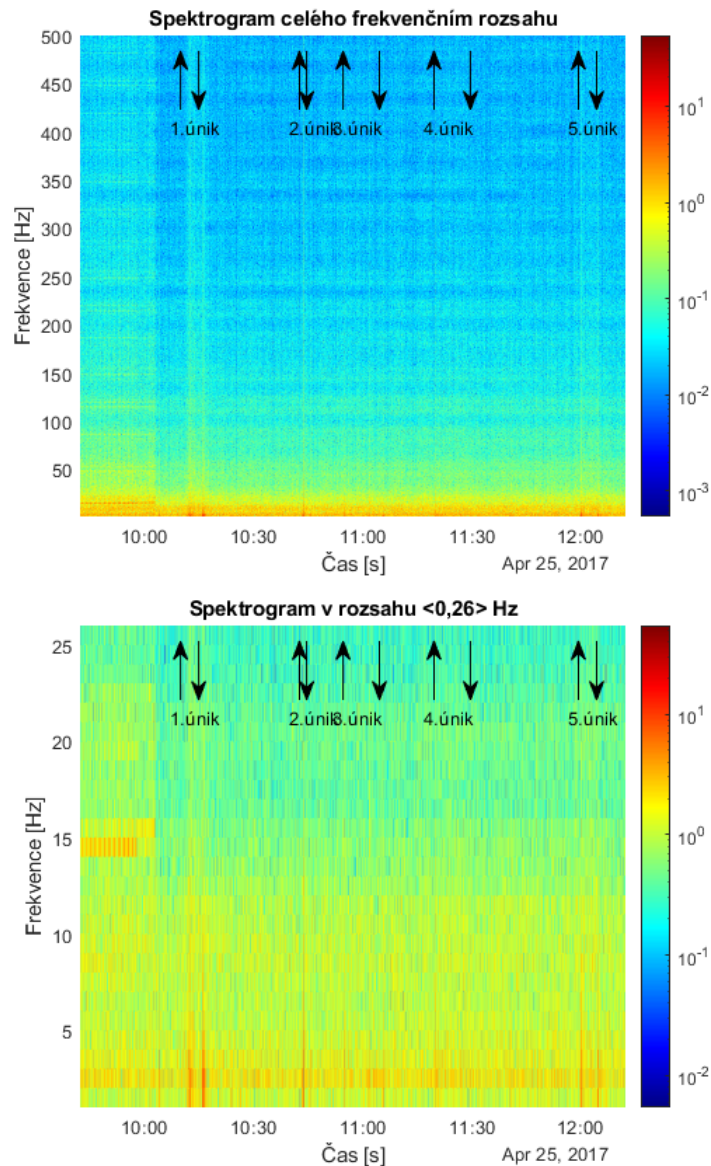 Spektrogram celého frekvenčním rozsahu
Frekvence [Hz]
500
450
400
350
300
250
200
150
100
50
1.únik
2.únik
3.únik
4.únik
5.únik
10^1
10^0
10^-1
10^-2
10^-3
10:00
10:30
11:00
11:30
12:00
Čas [s]
Apr 25, 2017
Spektrogram v rozsahu <0,26> Hz
Frekvence [Hz]
25
20
15
10
5
1.únik
2.únik
3.únik
4.únik
5.únik
10^1
10^0
10^-1
10^-2
10:00
10:30
11:00
11:30
12:00
Čas [s]
Apr 25, 2017